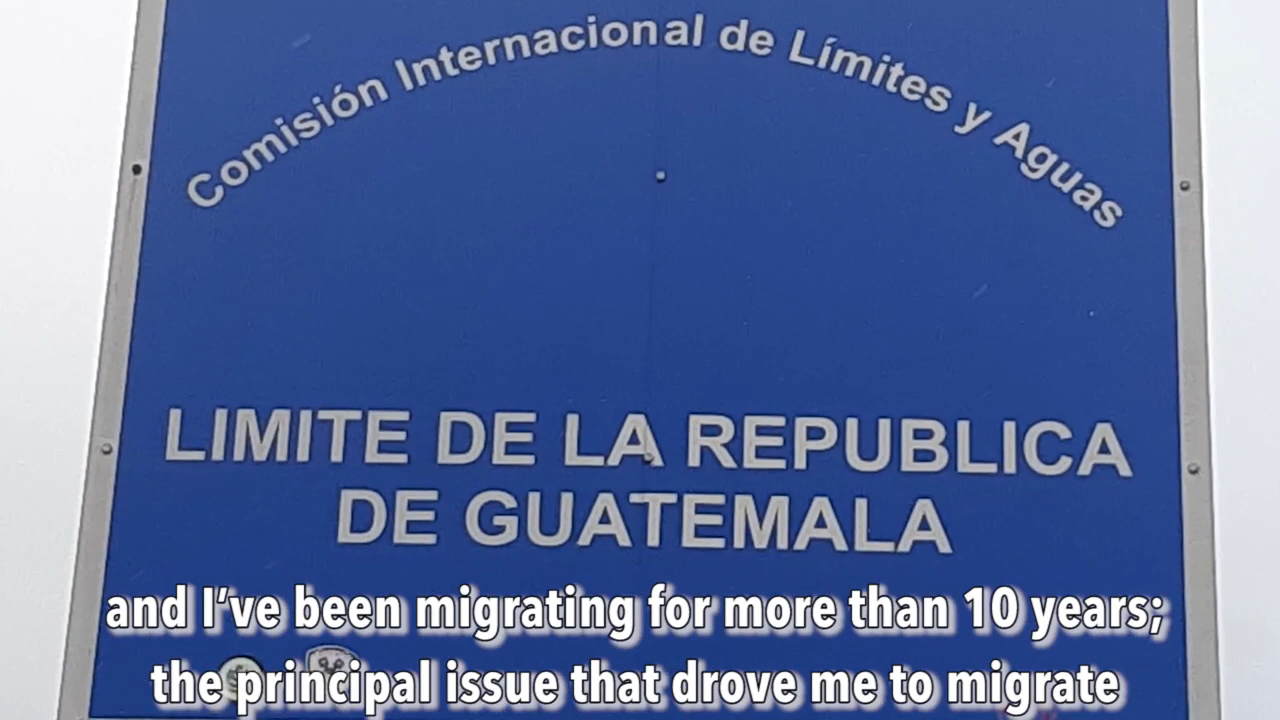 Comisión Internacional de Límites y Aguas
LIMITE DE LA REPUBLICA
DE GUATEMALA
and I've been migrating for more than 10 years;
the principal issue that drove me to migrate